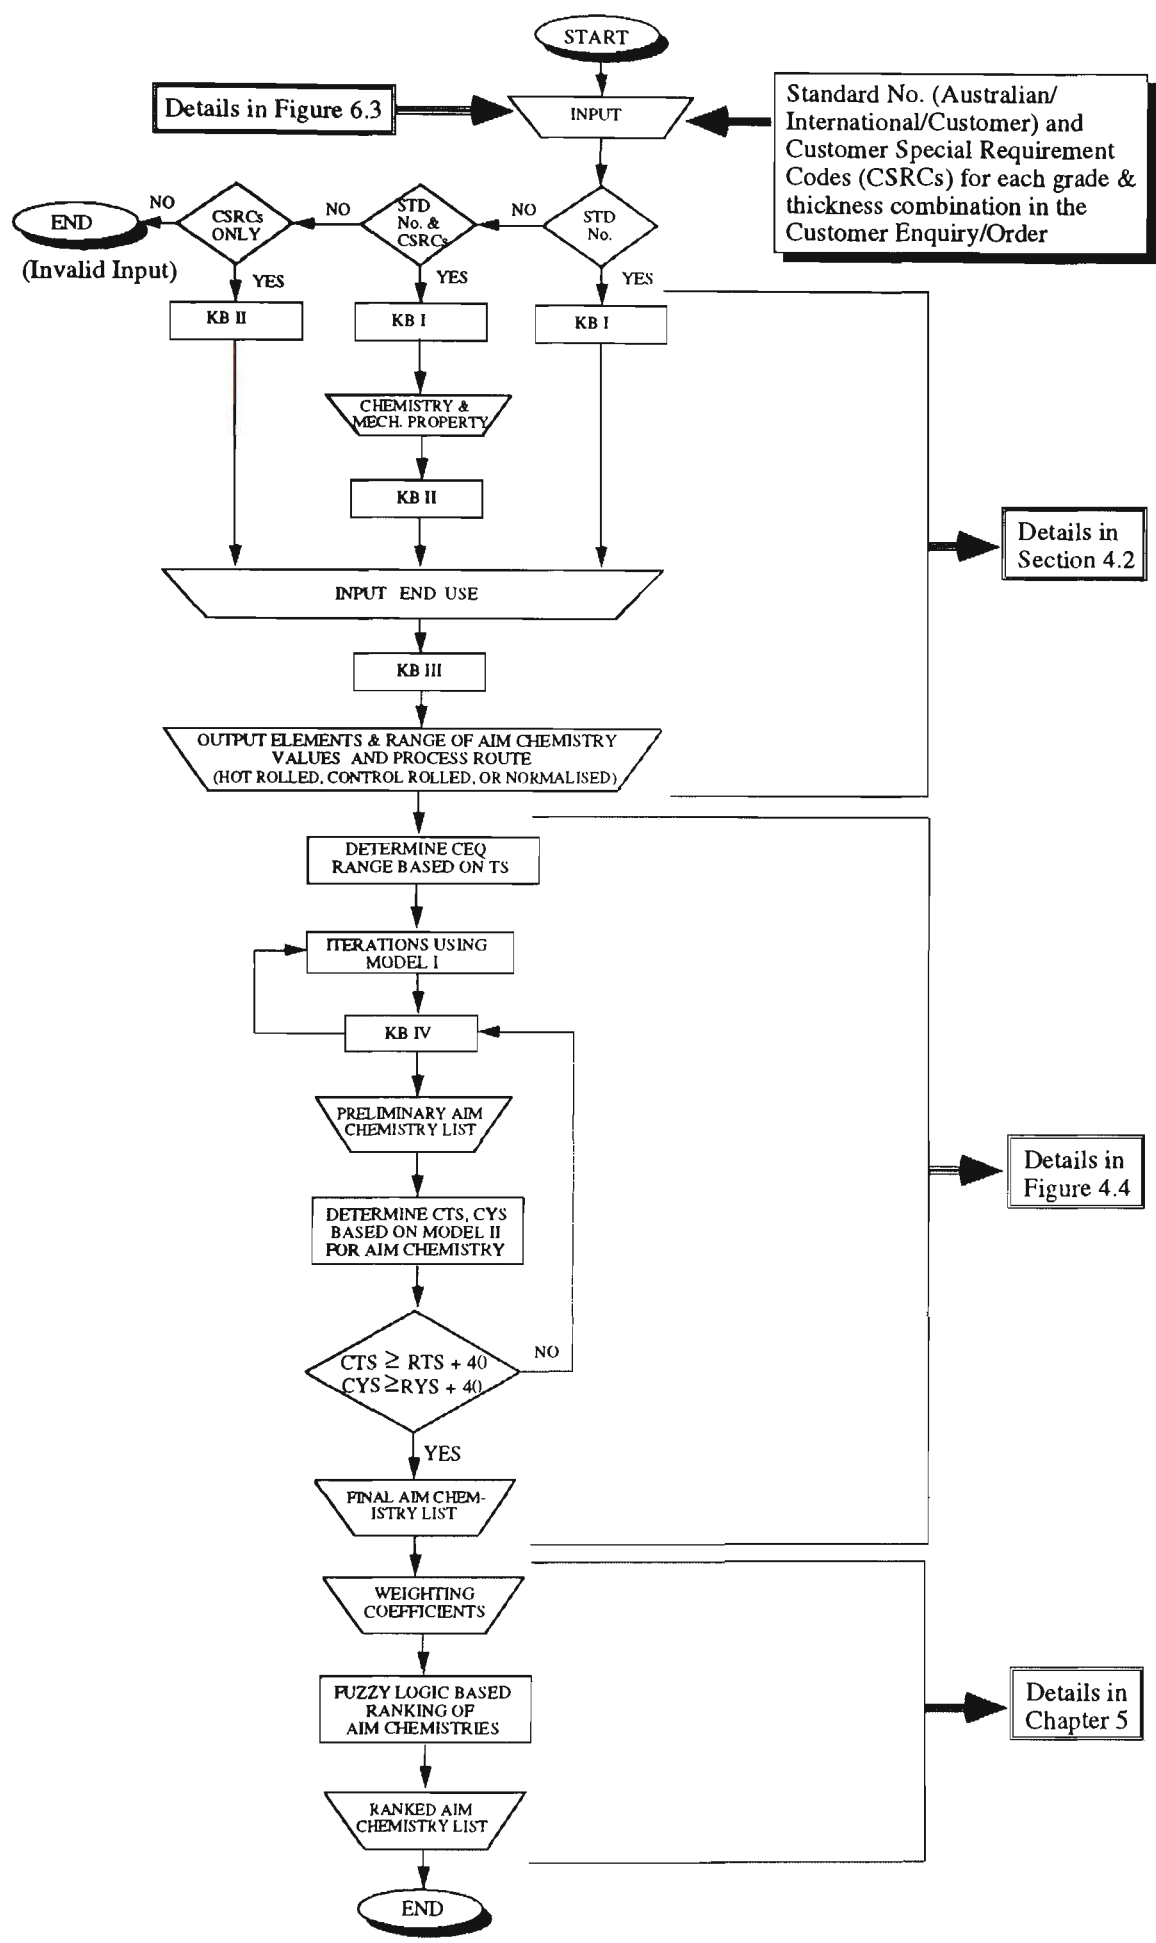 START
Details in Figure 6.3
INPUT
Standard No. (Australian/
International/Customer) and
Customer Special Requirement
Codes (CSRCs) for each grade &
thickness combination in the
Customer Enquiry/Order
END
(Invalid Input)
NO
CSRCs
ONLY
NO
STD
No. &
CSRCs
NO
STD
No.
YES
YES
YES
KB II
KB I
KB I
CHEMISTRY &
MECH. PROPERTY
KB II
Details in
Section 4.2
INPUT END USE
KB III
OUTPUT ELEMENTS & RANGE OF AIM CHEMISTRY
VALUES AND PROCESS ROUTE
(HOT ROLLED, CONTROL ROLLED, OR NORMALISED)
DETERMINE CEQ
RANGE BASED ON TS
ITERATIONS USING
MODEL I
KB IV
PRELIMINARY AIM
CHEMISTRY LIST
Details in
Figure 4.4
DETERMINE CTS, CYS
BASED ON MODEL II
FOR AIM CHEMISTRY
CTS ≥ RTS + 40
CYS ≥ RYS + 40
NO
YES
FINAL AIM CHEM-
ISTRY LIST
WEIGHTING
COEFFICIENTS
FUZZY LOGIC BASED
RANKING OF
AIM CHEMISTRIES
Details in
Chapter 5
RANKED AIM
CHEMISTRY LIST
END